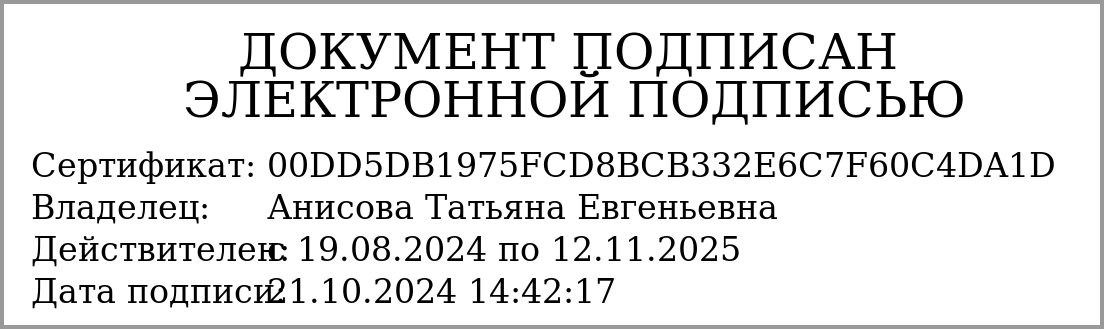 ДОКУМЕНТ ПОДПИСАН
ЭЛЕКТРОННОЙ ПОДПИСЬЮ
Сертификат: 00DD5DB1975FCD8BCB332E6C7F60C4DA1D
Владелец: Анисова Татьяна Евгеньевна
Действителен: с 19.08.2024 по 12.11.2025
Дата подписи: 21.10.2024 14:42:17